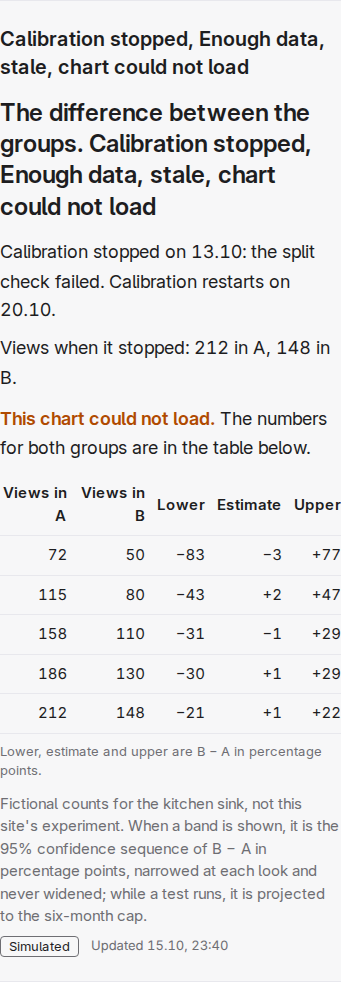 Calibration stopped, Enough data,
stale, chart could not load
The difference between the
groups. Calibration stopped,
Enough data, stale, chart
could not load
Calibration stopped on 13.10: the split
check failed. Calibration restarts on
20.10.
Views when it stopped: 212 in A, 148 in
B.
This chart could not load. The numbers
for both groups are in the table below.
Views in A Views in B Lower Estimate Upper
72 50 −83 −3 +77
115 80 −43 +2 +47
158 110 −31 −1 +29
186 130 −30 +1 +29
212 148 −21 +1 +22
Lower, estimate and upper are B − A in percentage
points.
Fictional counts for the kitchen sink, not this
site's experiment. When a band is shown, it is the
95% confidence sequence of B − A in
percentage points, narrowed at each look and
never widened; while a test runs, it is projected
to the six-month cap.
Simulated Updated 15.10, 23:40